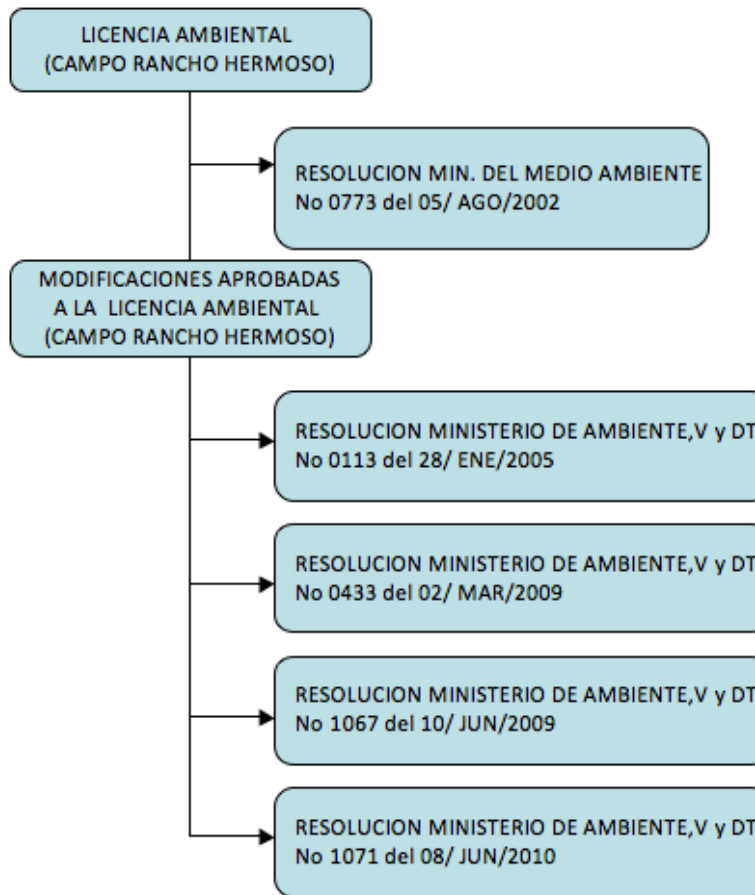 LICENCIA AMBIENTAL
(CAMPO RANCHO HERMOSO)
RESOLUCION MIN. DEL MEDIO AMBIENTE
No 0773 del 05/ AGO/2002
MODIFICACIONES APROBADAS
A LA LICENCIA AMBIENTAL
(CAMPO RANCHO HERMOSO)
RESOLUCION MINISTERIO DE AMBIENTE,V y DT
No 0113 del 28/ ENE/2005
RESOLUCION MINISTERIO DE AMBIENTE,V y DT
No 0433 del 02/ MAR/2009
RESOLUCION MINISTERIO DE AMBIENTE,V y DT
No 1067 del 10/ JUN/2009
RESOLUCION MINISTERIO DE AMBIENTE,V y DT
No 1071 del 08/ JUN/2010